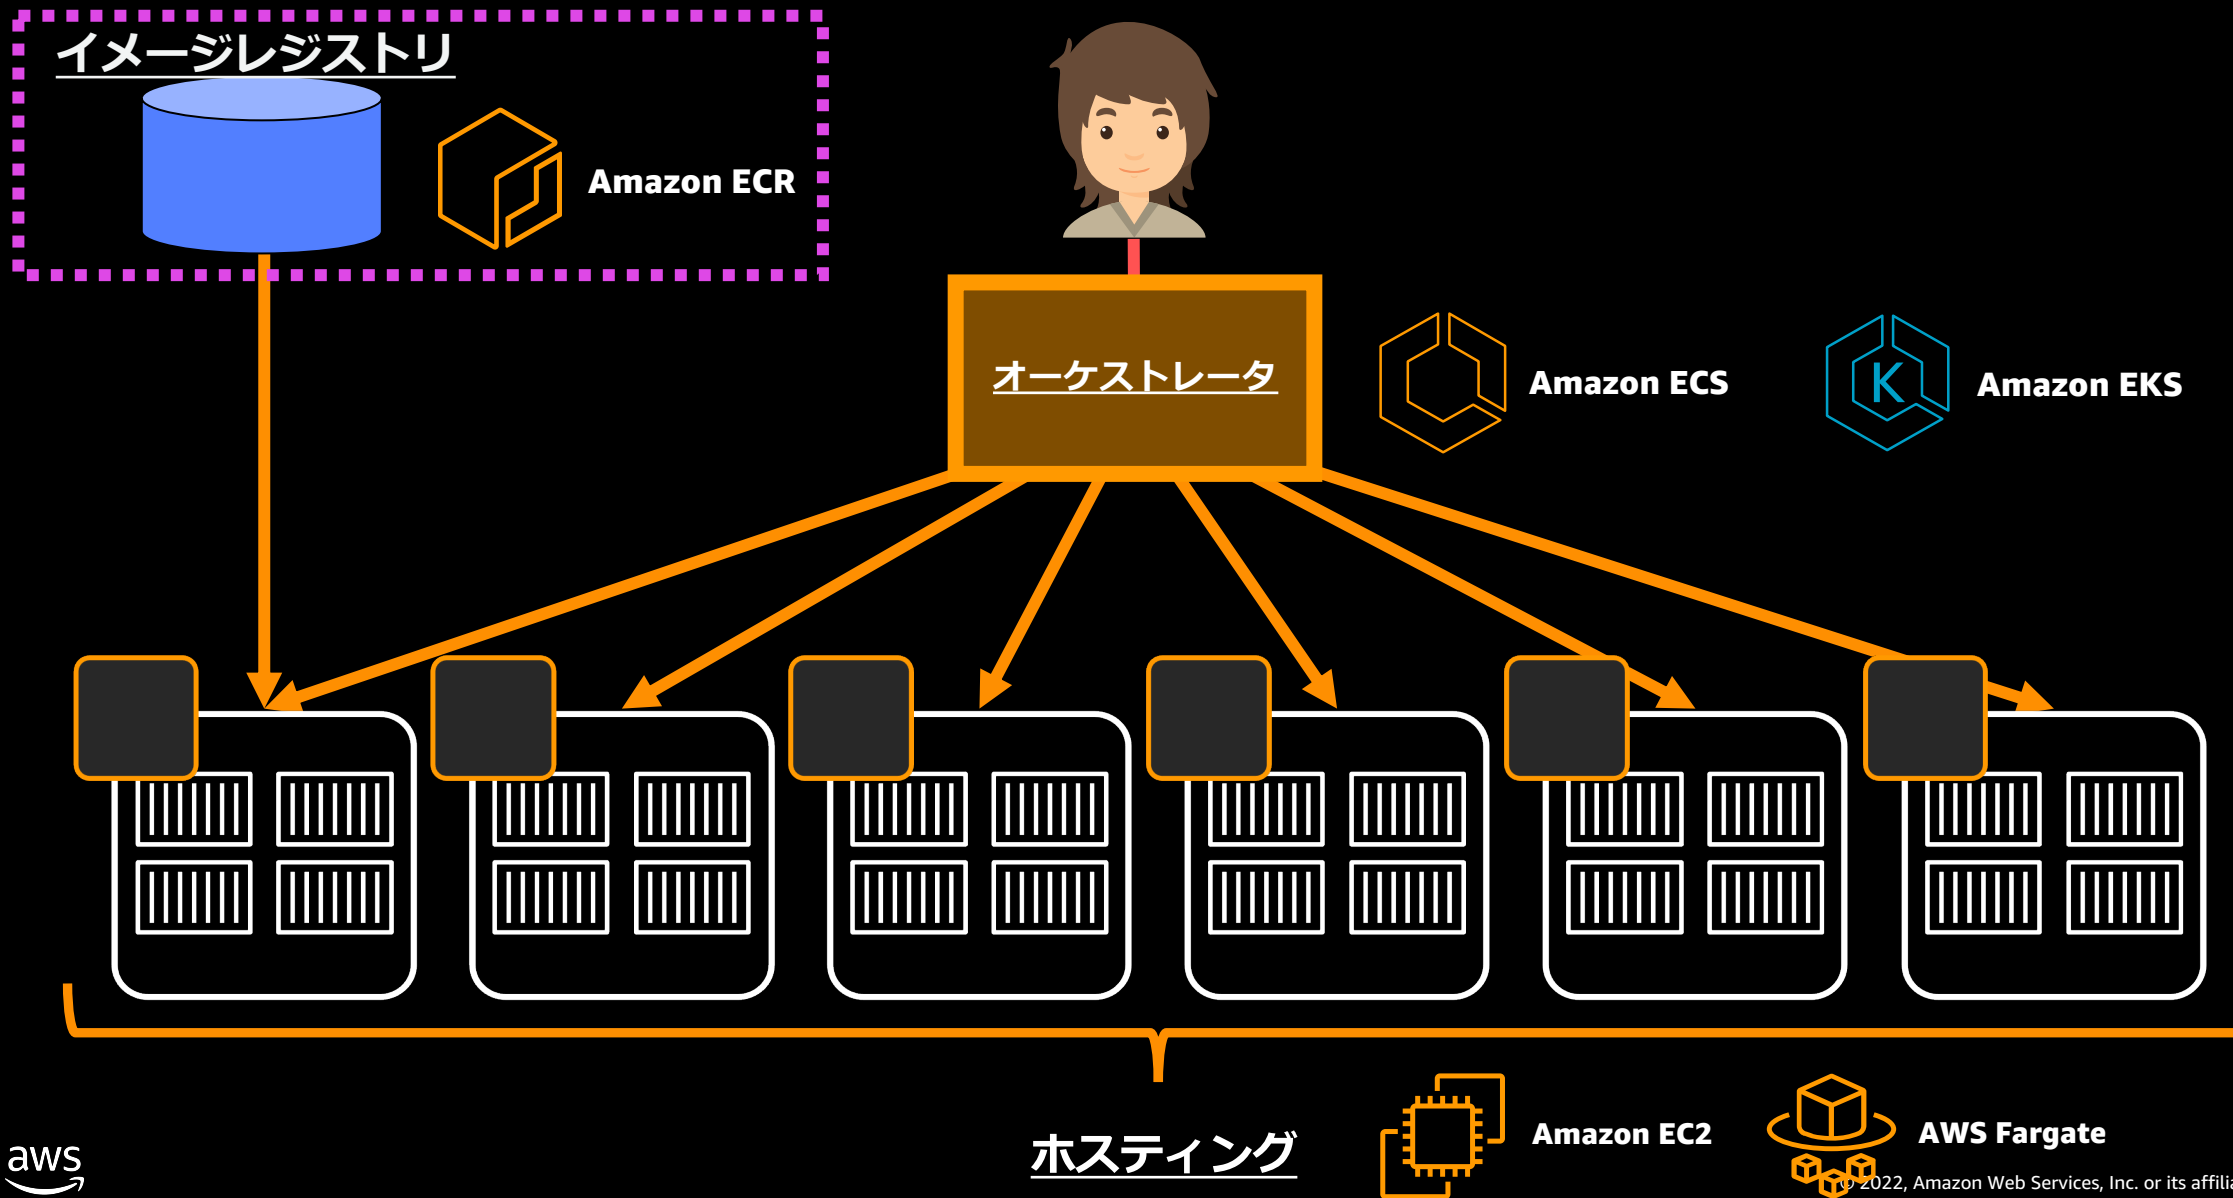 イメージレジストリ
Amazon ECR
オーケストレータ
Amazon ECS
K
Amazon EKS
ホスティング
Amazon EC2
AWS Fargate
aws
© 2022, Amazon Web Services, Inc. or its affilia